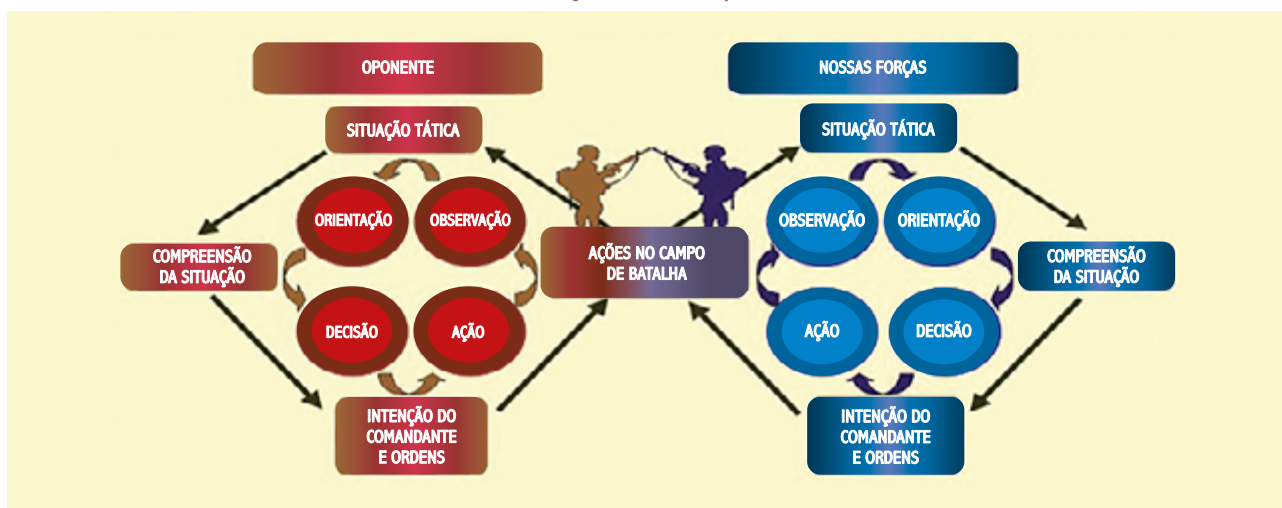 OPONENTE
NOSSAS FORÇAS
SITUAÇÃO TÁTICA
ORIENTAÇÃO
OBSERVAÇÃO
COMPREENSÃO
DA SITUAÇÃO
DECISÃO
AÇÃO
INTENÇÃO DO
COMANDANTE
E ORDENS
AÇÕES NO CAMPO
DE BATALHA
SITUAÇÃO TÁTICA
OBSERVAÇÃO
ORIENTAÇÃO
COMPREENSÃO
DA SITUAÇÃO
AÇÃO
DECISÃO
INTENÇÃO DO
COMANDANTE
E ORDENS